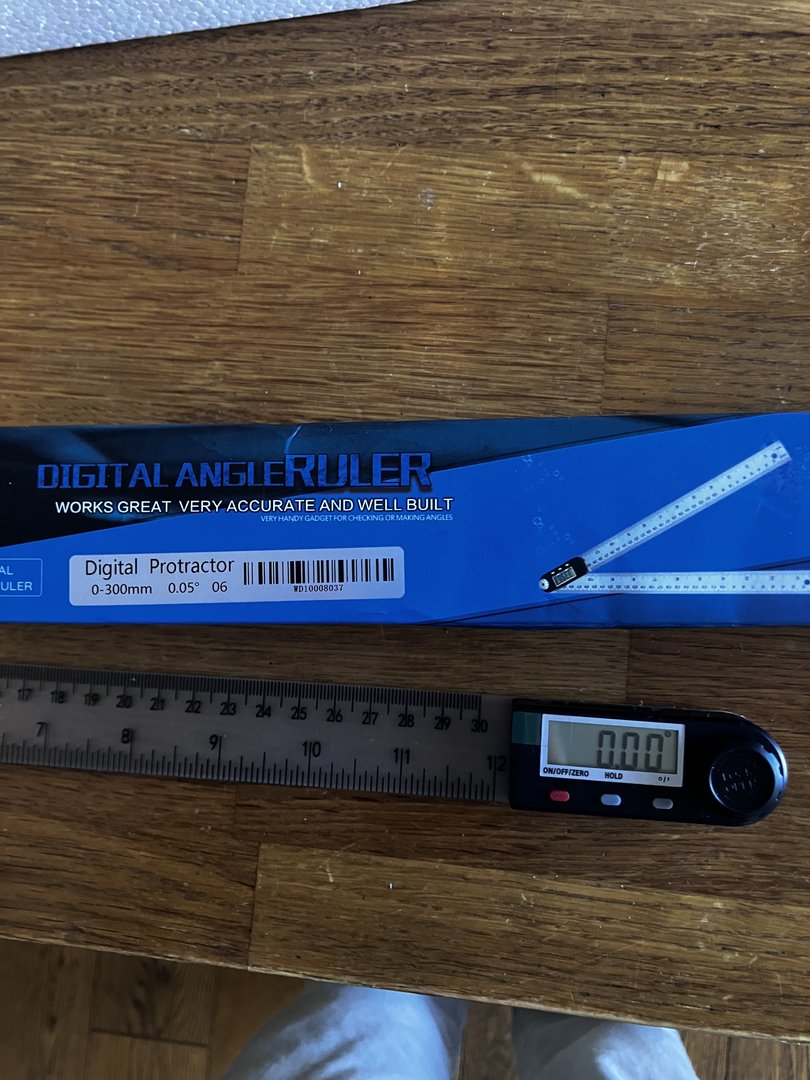 DIGITAL ANGLERULER
WORKS GREAT VERY ACCURATE AND WELL BUILT
VERY HANDY GADGET FOR CHECKING OR MAKING ANGLES
AL
ULER
Digital Protractor
0-300mm 0.05° 06
WD10008037
17 18 19 20 21 22 23 24 25 26 27 28 29 30
7 8 9 10 11 12
0.00°
ON/OFF/ZERO HOLD